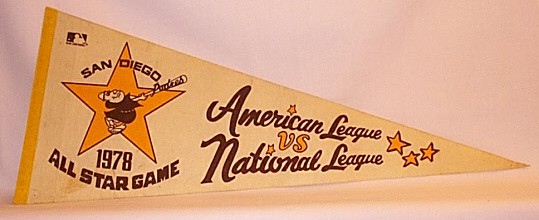 SAN DIEGO
Padres
1978
ALL STAR GAME
American League
VS
National League